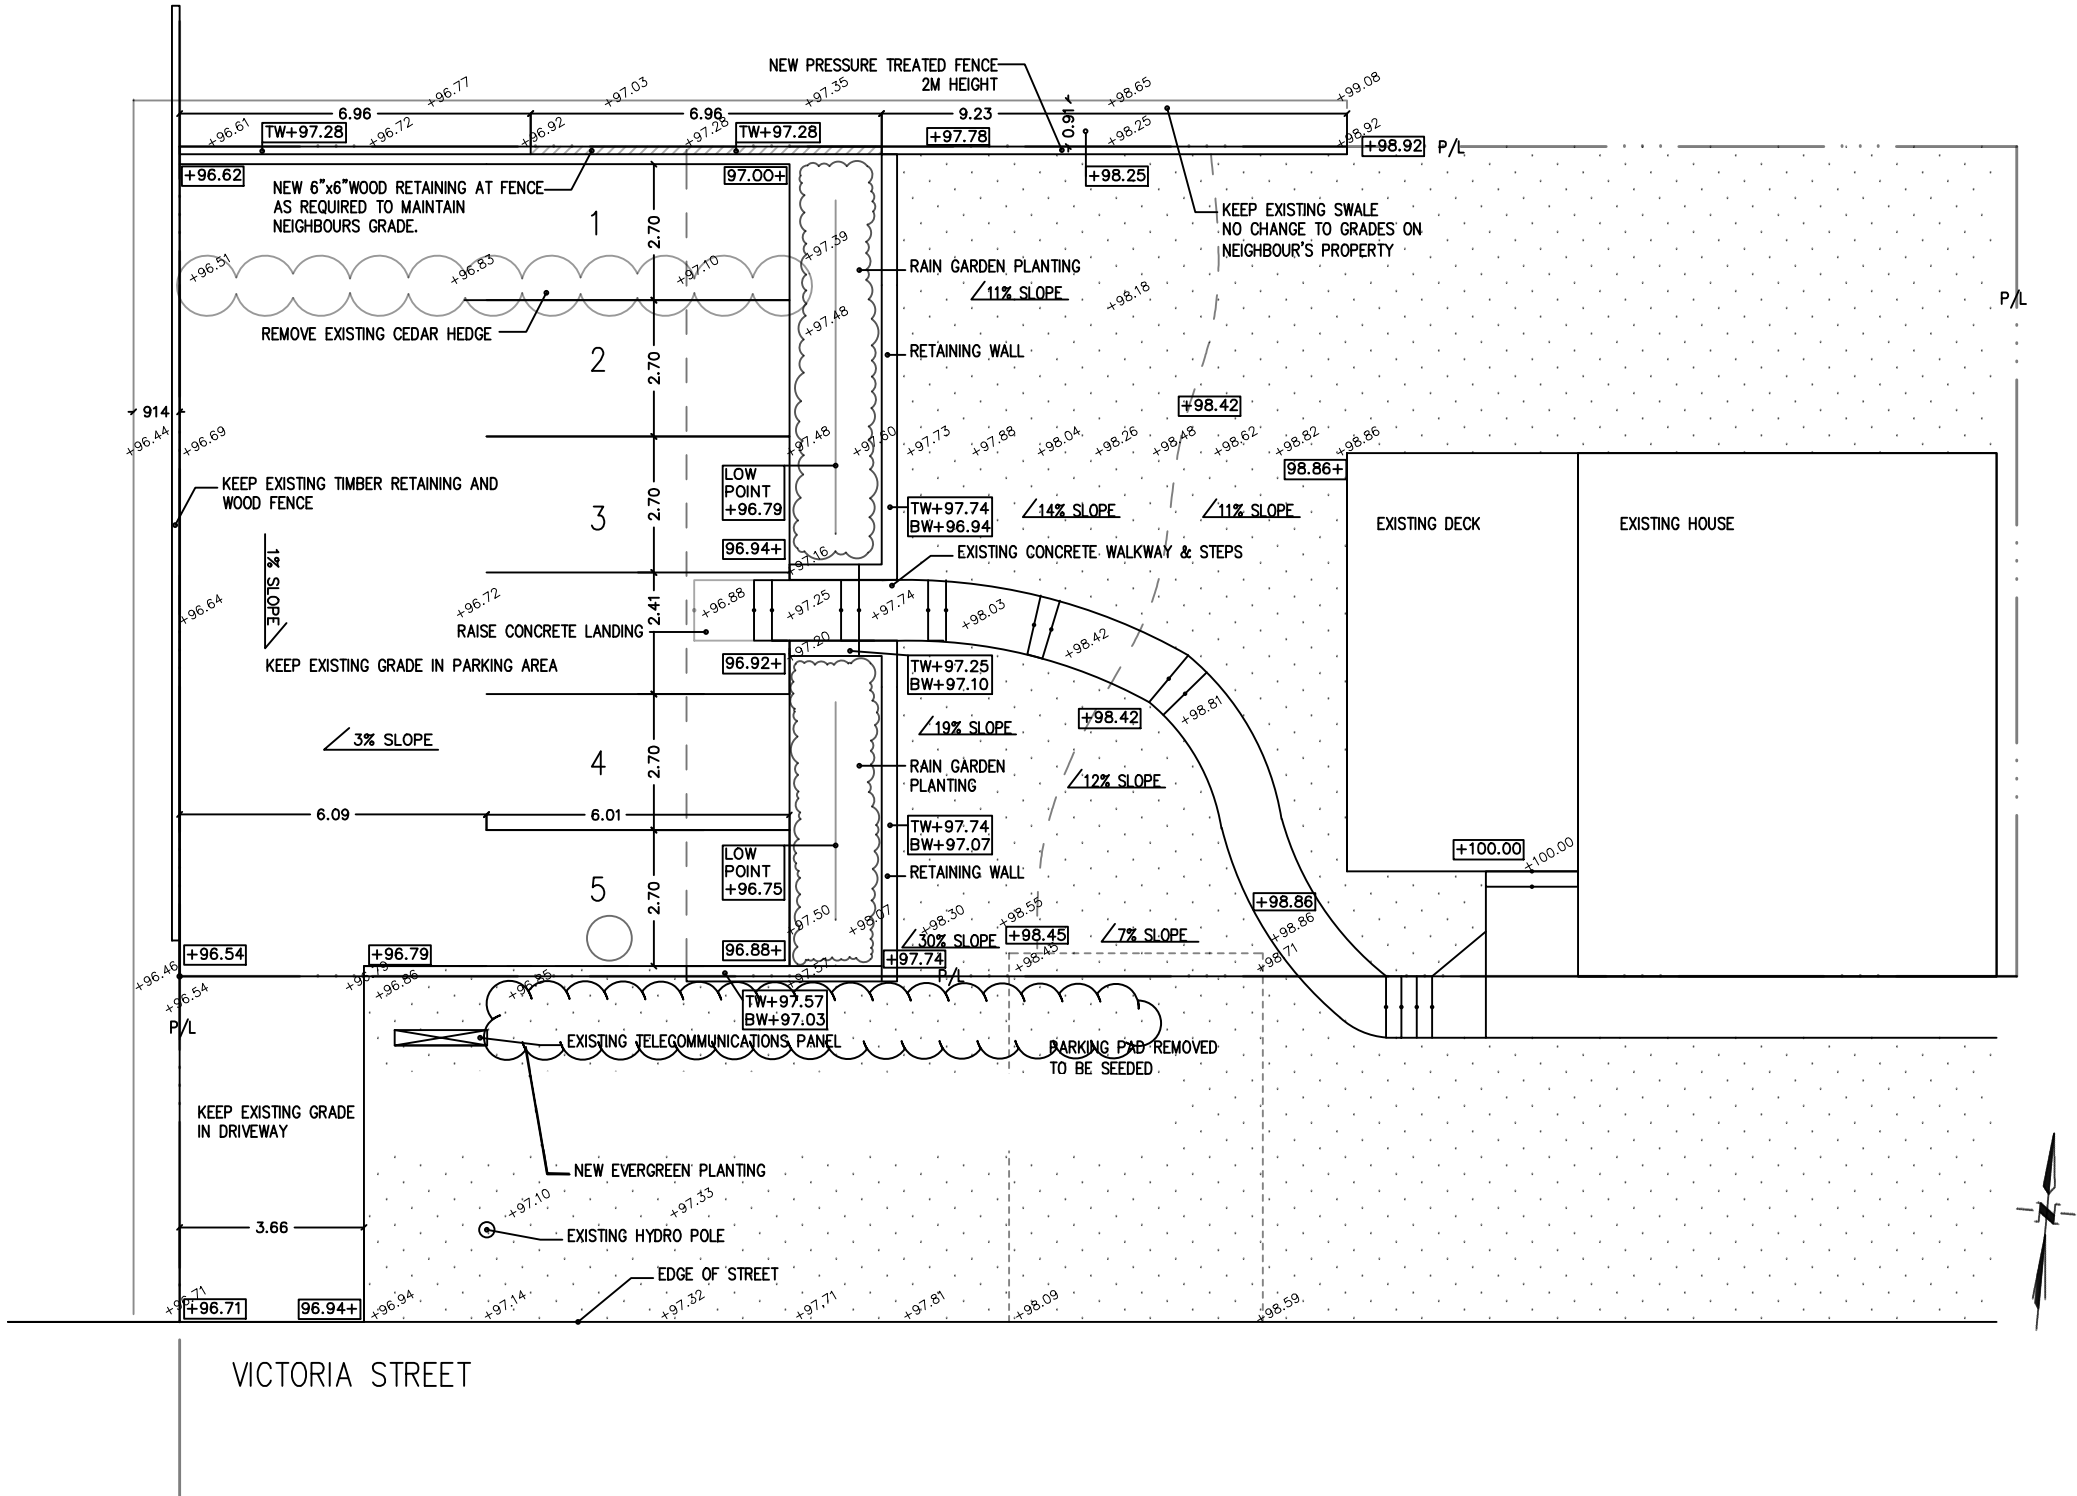 NEW PRESSURE TREATED FENCE
2M HEIGHT
+96.77
+97.03
+97.35
+98.65
+99.08
6.96
6.96
9.23
0.91
+96.61
TW+97.28
+96.72
+96.92
+97.28
TW+97.28
+97.78
+98.25
+98.92
+98.92
P/L
+96.62
97.00+
+98.25
NEW 6"x6"WOOD RETAINING AT FENCE
AS REQUIRED TO MAINTAIN
NEIGHBOURS GRADE.
1
2.70
KEEP EXISTING SWALE
NO CHANGE TO GRADES ON
NEIGHBOUR'S PROPERTY
+96.51
+96.83
+97.10
+97.39
RAIN GARDEN PLANTING
11% SLOPE
+98.18
P/L
REMOVE EXISTING CEDAR HEDGE
+97.48
2
2.70
RETAINING WALL
914
+98.42
+96.44
+96.69
+97.48
+97.60
+97.73
+97.88
+98.04
+98.26
+98.48
+98.62
+98.82
+98.86
98.86+
KEEP EXISTING TIMBER RETAINING AND
WOOD FENCE
LOW
POINT
+96.79
3
2.70
TW+97.74
BW+96.94
14% SLOPE
11% SLOPE
EXISTING DECK
EXISTING HOUSE
96.94+
+97.16
EXISTING CONCRETE WALKWAY & STEPS
1% SLOPE
+96.64
+96.72
2.41
+96.88
+97.25
+97.74
+98.03
+98.42
RAISE CONCRETE LANDING
+97.20
KEEP EXISTING GRADE IN PARKING AREA
96.92+
TW+97.25
BW+97.10
+98.81
+98.42
3% SLOPE
4
2.70
19% SLOPE
RAIN GARDEN
PLANTING
12% SLOPE
6.09
6.01
TW+97.74
BW+97.07
LOW
POINT
+96.75
RETAINING WALL
+100.00
+100.00
5
2.70
+97.50
+98.07
+98.30
+98.55
+98.86
+98.86
+96.54
+96.79
96.88+
30% SLOPE
+98.45
7% SLOPE
+97.74
+98.45
+98.71
+96.46
+96.54
+96.79
+96.86
+96.85
+97.57
P/L
P/L
TW+97.57
BW+97.03
EXISTING TELECOMMUNICATIONS PANEL
PARKING PAD REMOVED
TO BE SEEDED
KEEP EXISTING GRADE
IN DRIVEWAY
NEW EVERGREEN PLANTING
+97.10
+97.33
3.66
EXISTING HYDRO POLE
EDGE OF STREET
+96.71
+96.71
96.94+
+96.94
+97.14
+97.32
+97.71
+97.81
+98.09
+98.59
VICTORIA STREET